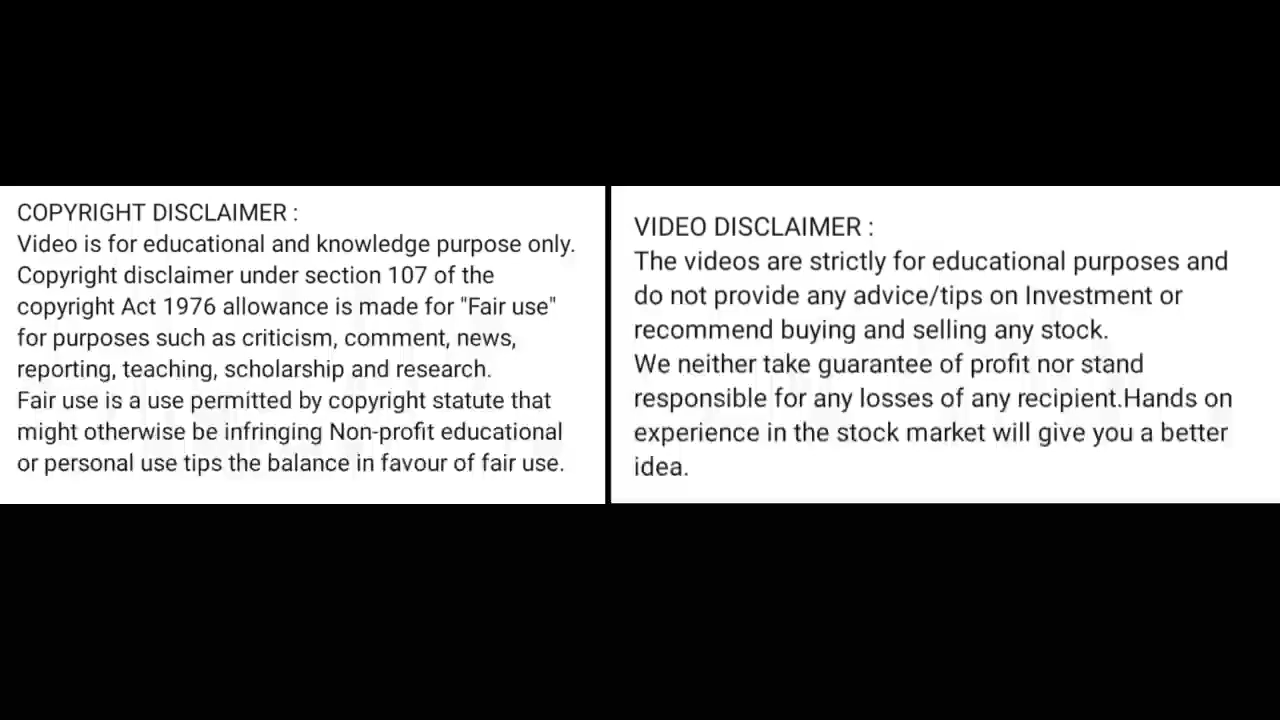 COPYRIGHT DISCLAIMER :
Video is for educational and knowledge purpose only.
Copyright disclaimer under section 107 of the
copyright Act 1976 allowance is made for "Fair use"
for purposes such as criticism, comment, news,
reporting, teaching, scholarship and research.
Fair use is a use permitted by copyright statute that
might otherwise be infringing Non-profit educational
or personal use tips the balance in favour of fair use.
VIDEO DISCLAIMER :
The videos are strictly for educational purposes and
do not provide any advice/tips on Investment or
recommend buying and selling any stock.
We neither take guarantee of profit nor stand
responsible for any losses of any recipient.Hands on
experience in the stock market will give you a better
idea.